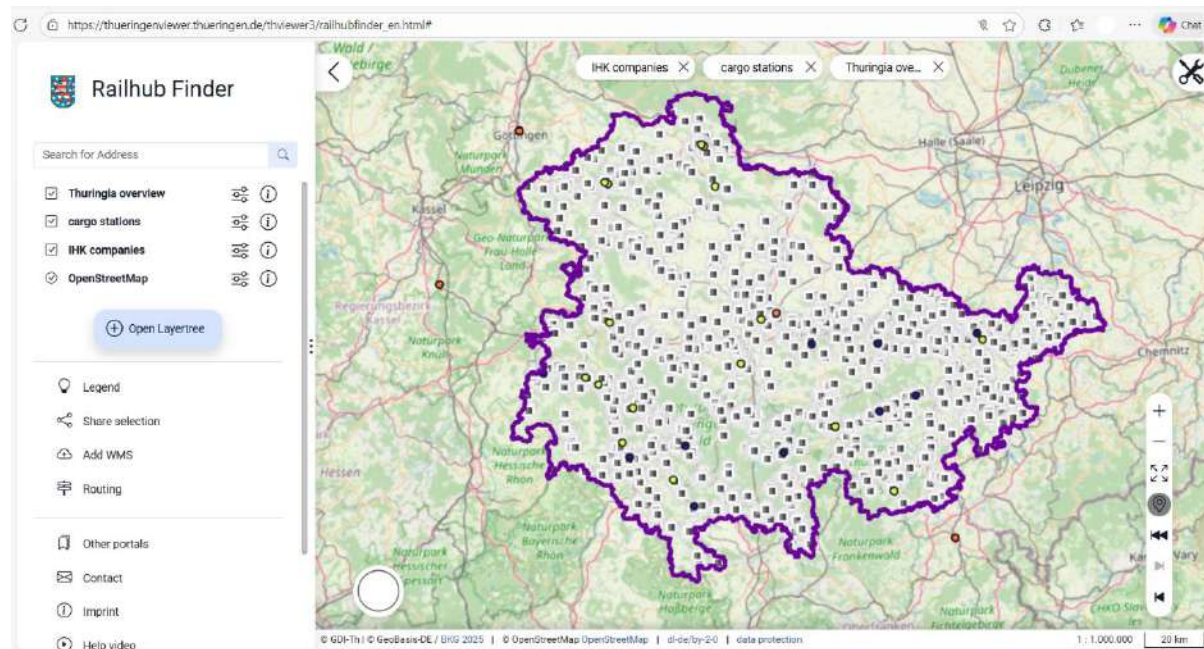 https://thueringenviewer.thueringen.de/thviewer3/railhubfinder_en.html#
Chat
Railhub Finder
Search for Address
Thuringia overview
cargo stations
IHK companies
OpenStreetMap
Open Layertree
Legend
Share selection
Add WMS
Routing
Other portals
Contact
Imprint
Help video
IHK companies
cargo stations
Thuringia ove...
Göttingen
Naturpark
Münden
Kassel
Geo-Naturpark
Frau-Holle
Land
Regierungsbezirk
Kassel
Naturpark
Knüll
Hessen
Naturpark
Hessische
Rhön
Naturpark
Bayerische
Rhön
Naturpark
Hessischer
Spessart
Naturpark
Haßberge
Naturpark
Frankenwald
Naturpark
Fichtelgebirge
Dubener
Heide
Halle (Saale)
Leipzig
Chemnitz
© GDI-Th | © GeoBasis-DE / BKG 2025 | © OpenStreetMap OpenStreetMap | dl-de/by-2-0 | data protection
1 : 1.000.000
20 km